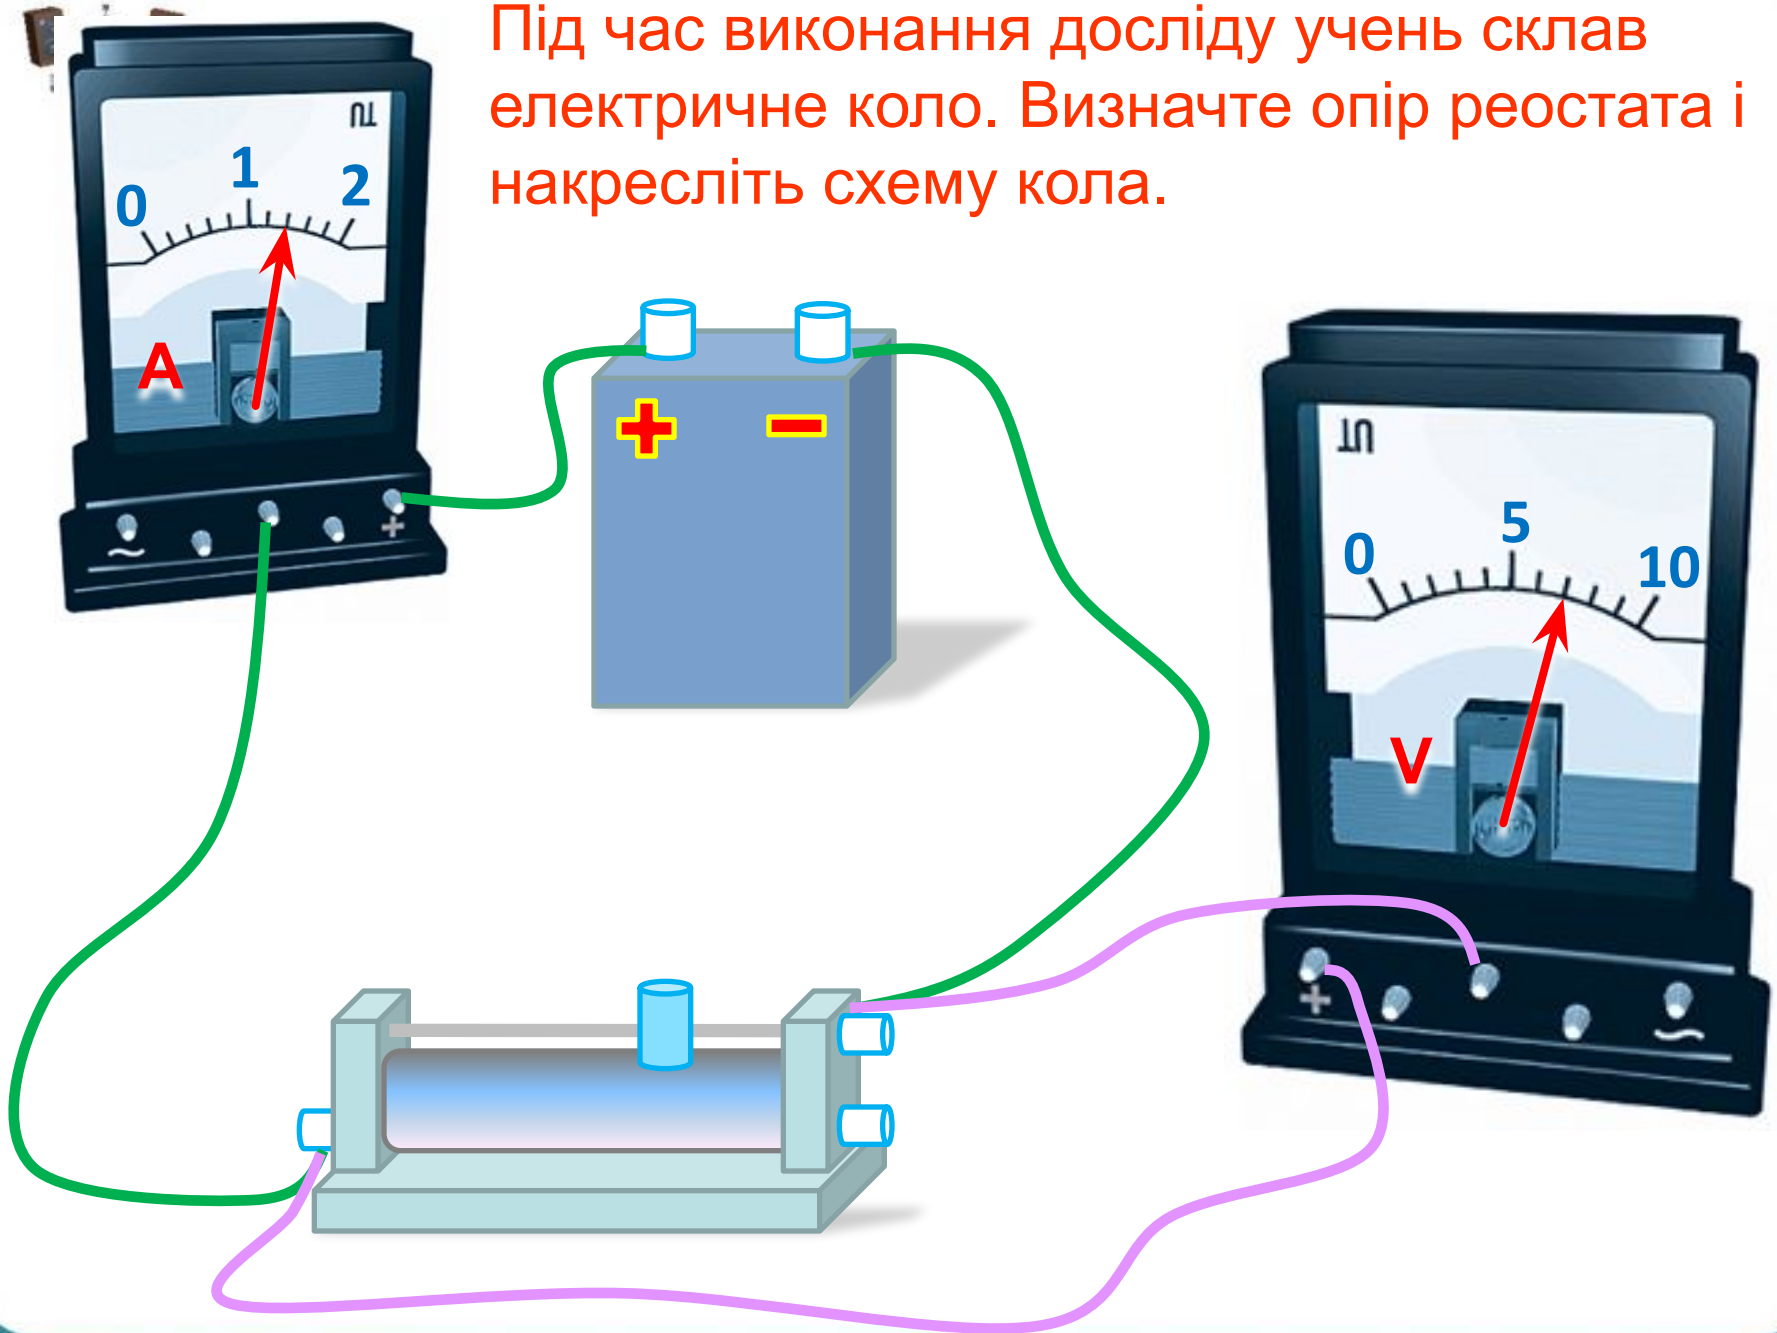 Під час виконання досліду учень склав
електричне коло. Визначте опір реостата і
накресліть схему кола.
0 1 2
A
+ −
+
0 5 10
V
+